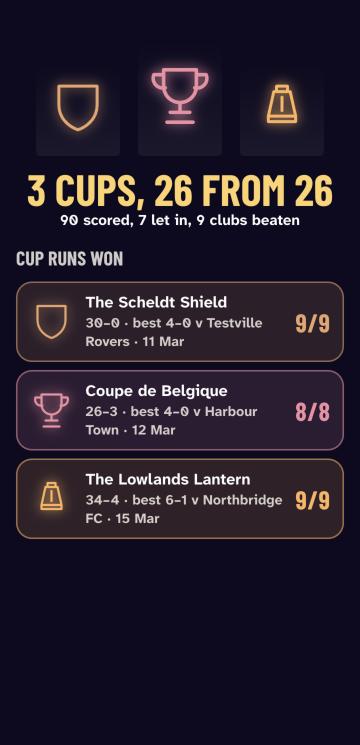 3 CUPS, 26 FROM 26
90 scored, 7 let in, 9 clubs beaten
CUP RUNS WON
The Scheldt Shield
30–0 · best 4–0 v Testville
Rovers · 11 Mar
9/9
Coupe de Belgique
26–3 · best 4–0 v Harbour
Town · 12 Mar
8/8
The Lowlands Lantern
34–4 · best 6–1 v Northbridge
FC · 15 Mar
9/9